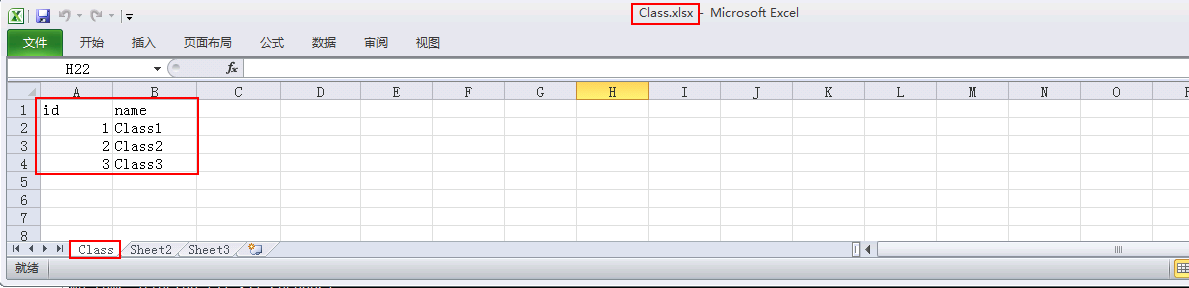 Class.xlsx - Microsoft Excel
文件 开始 插入 页面布局 公式 数据 审阅 视图
H22 fx
A B C D E F G H I J K L M N O
1 id name
2 1 Class1
3 2 Class2
4 3 Class3
5
6
7
8
Class Sheet2 Sheet3
就绪